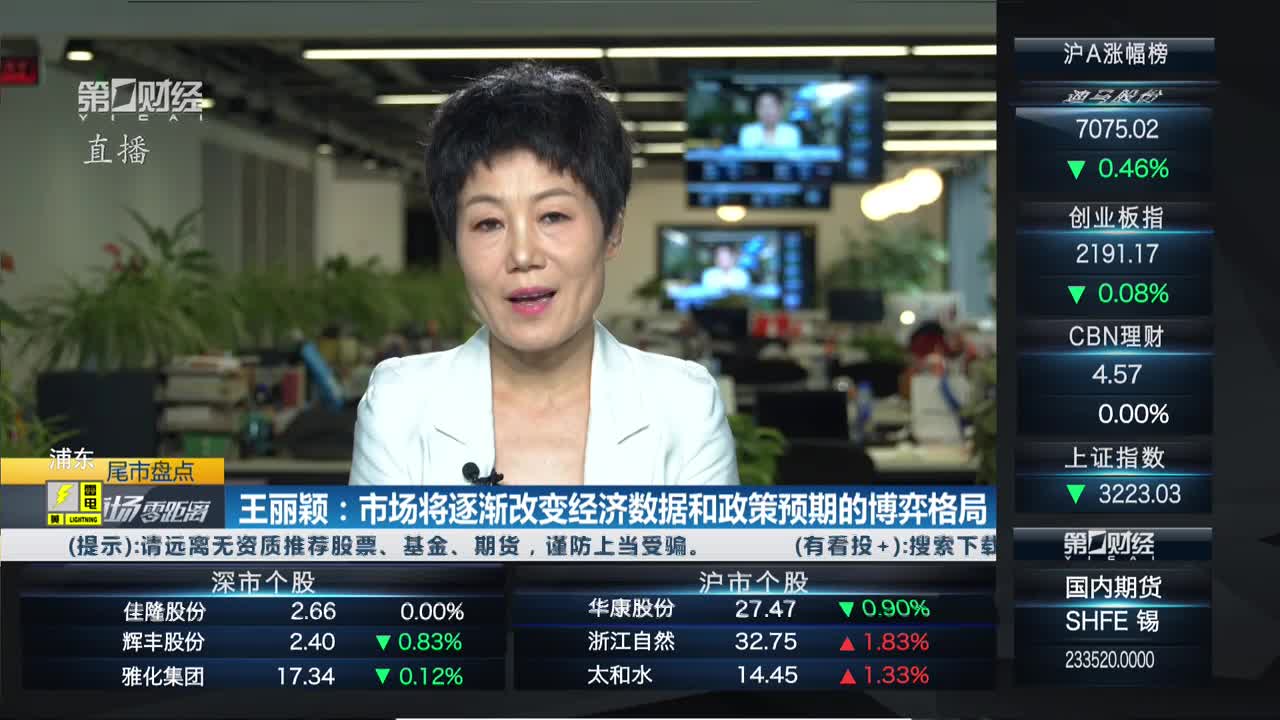 第一财经
YICAI
直播
浦东
尾市盘点
雷电
黄 LIGHTNING
市场零距离
王丽颖：市场将逐渐改变经济数据和政策预期的博弈格局
(提示):请远离无资质推荐股票、基金、期货，谨防上当受骗。 (有看投+):搜索下载
深市个股
佳隆股份 2.66 0.00%
辉丰股份 2.40 ▼ 0.83%
雅化集团 17.34 ▼ 0.12%
沪市个股
华康股份 27.47 ▼ 0.90%
浙江自然 32.75 ▲ 1.83%
太和水 14.45 ▲ 1.33%
沪A涨幅榜
迪马股份
7075.02
▼ 0.46%
创业板指
2191.17
▼ 0.08%
CBN理财
4.57
0.00%
上证指数
▼ 3223.03
第一财经
YICAI
国内期货
SHFE 锡
233520.0000